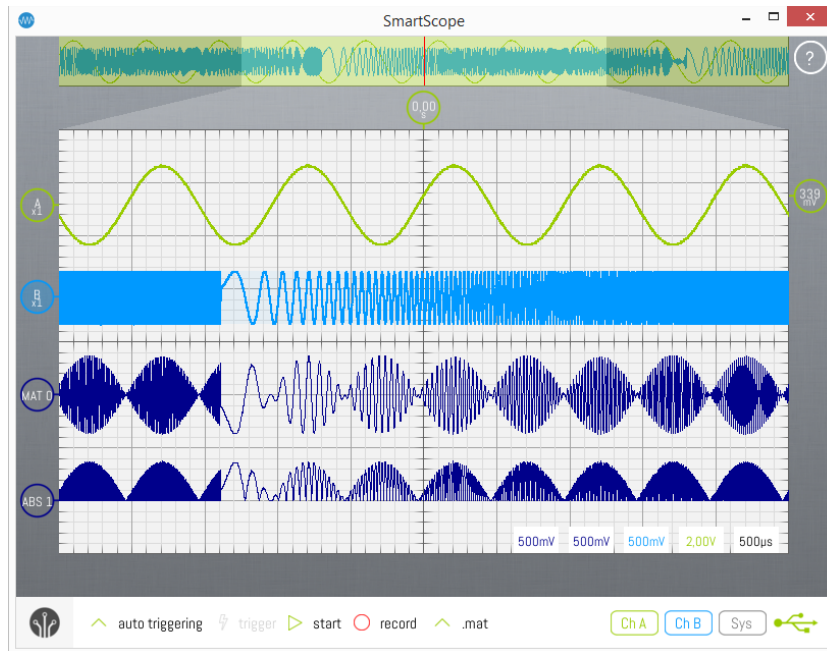 SmartScope
?
0,00
s
A
x1
339
mV
B
x1
MAT 0
ABS 1
500mV 500mV 500mV 2,00V 500µs
auto triggering trigger start record .mat Ch A Ch B Sys